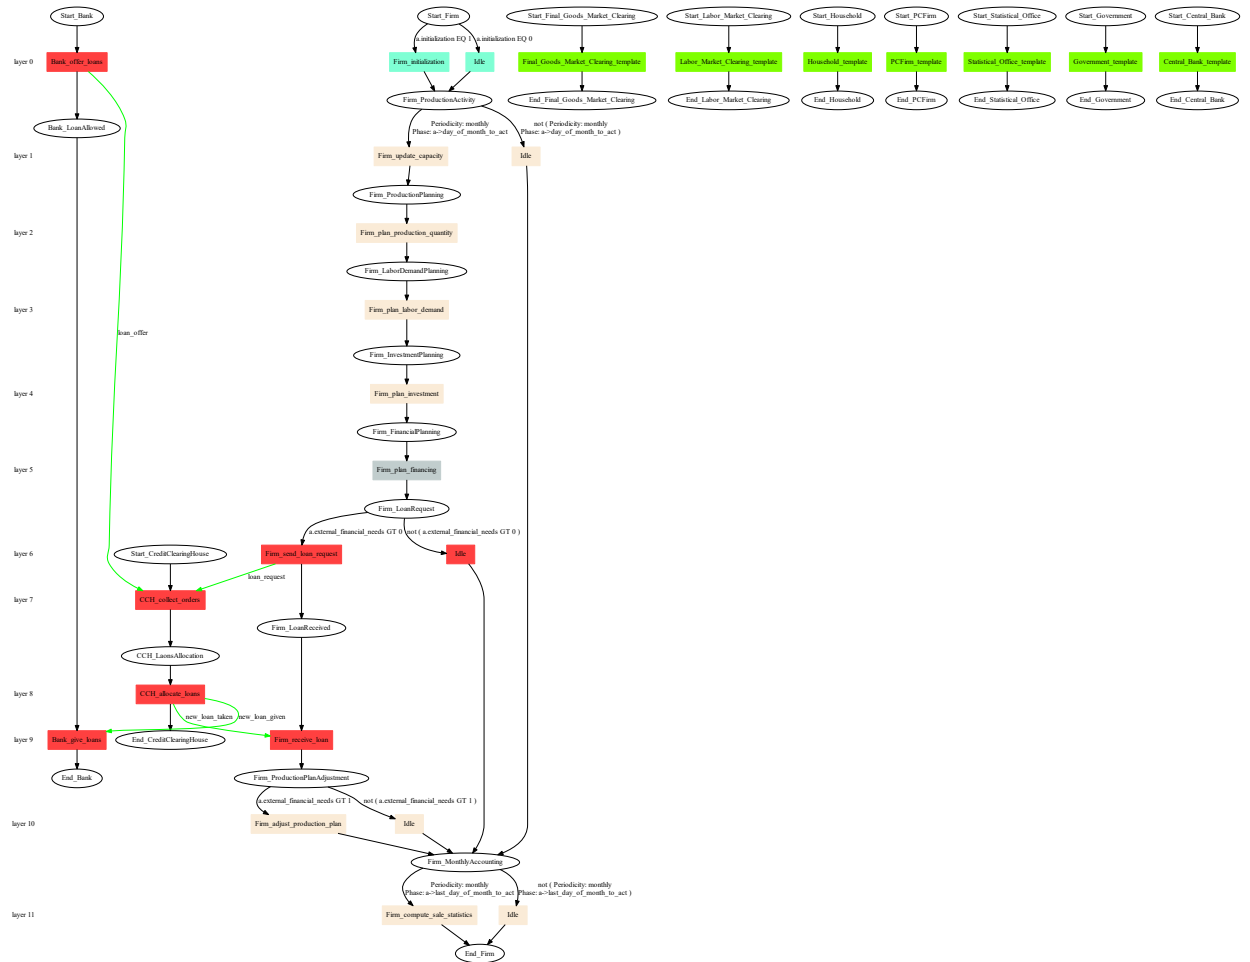 Start_Bank
Start_Firm
Start_Final_Goods_Market_Clearing
Start_Labor_Market_Clearing
Start_Household
Start_PCFirm
Start_Statistical_Office
Start_Government
Start_Central_Bank
a.initialization EQ 1
a.initialization EQ 0
layer 0
Bank_offer_loans
Firm_initialization
Idle
Final_Goods_Market_Clearing_template
Labor_Market_Clearing_template
Household_template
PCFirm_template
Statistical_Office_template
Government_template
Central_Bank_template
Firm_ProductionActivity
End_Final_Goods_Market_Clearing
End_Labor_Market_Clearing
End_Household
End_PCFirm
End_Statistical_Office
End_Government
End_Central_Bank
Bank_LoanAllowed
Periodicity: monthly
Phase: a->day_of_month_to_act
not ( Periodicity: monthly
Phase: a->day_of_month_to_act )
layer 1
Firm_update_capacity
Idle
Firm_ProductionPlanning
layer 2
Firm_plan_production_quantity
Firm_LaborDemandPlanning
layer 3
Firm_plan_labor_demand
loan_offer
Firm_InvestmentPlanning
layer 4
Firm_plan_investment
Firm_FinancialPlanning
layer 5
Firm_plan_financing
Firm_LoanRequest
a.external_financial_needs GT 0
not ( a.external_financial_needs GT 0 )
layer 6
Start_CreditClearingHouse
Firm_send_loan_request
Idle
loan_request
layer 7
CCH_collect_orders
Firm_LoanReceived
CCH_LaonsAllocation
layer 8
CCH_allocate_loans
new_loan_taken
new_loan_given
layer 9
Bank_give_loans
End_CreditClearingHouse
Firm_receive_loan
End_Bank
Firm_ProductionPlanAdjustment
a.external_financial_needs GT 1
not ( a.external_financial_needs GT 1 )
layer 10
Firm_adjust_production_plan
Idle
Firm_MonthlyAccounting
Periodicity: monthly
Phase: a->last_day_of_month_to_act
not ( Periodicity: monthly
Phase: a->last_day_of_month_to_act )
layer 11
Firm_compute_sale_statistics
Idle
End_Firm